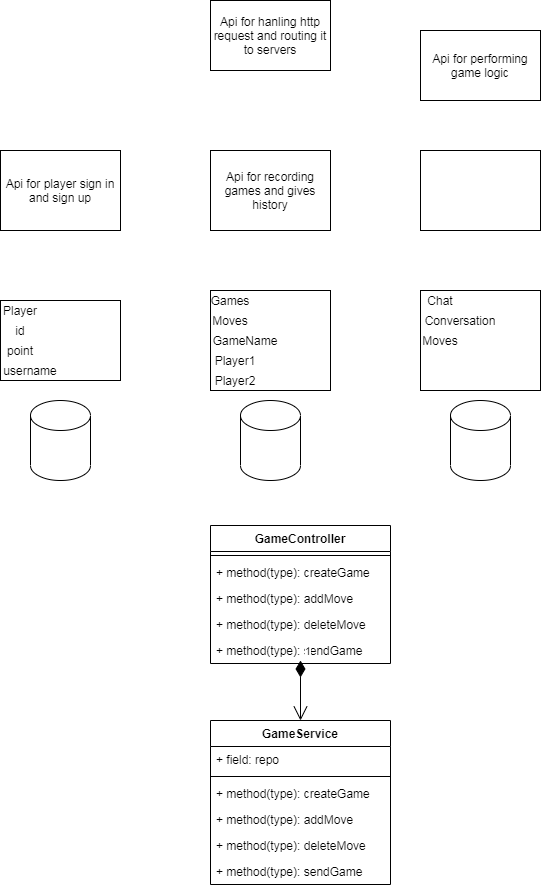 Api for hanling http
request and routing it
to servers
Api for performing
game logic
Api for player sign in
and sign up
Api for recording
games and gives
history
Player
id
point
username
Games
Moves
GameName
Player1
Player2
Chat
Conversation
Moves
GameController
+ method(type): createGame
+ method(type): addMove
+ method(type): deleteMove
+ method(type): sendGame
GameService
+ field: repo
+ method(type): createGame
+ method(type): addMove
+ method(type): deleteMove
+ method(type): sendGame